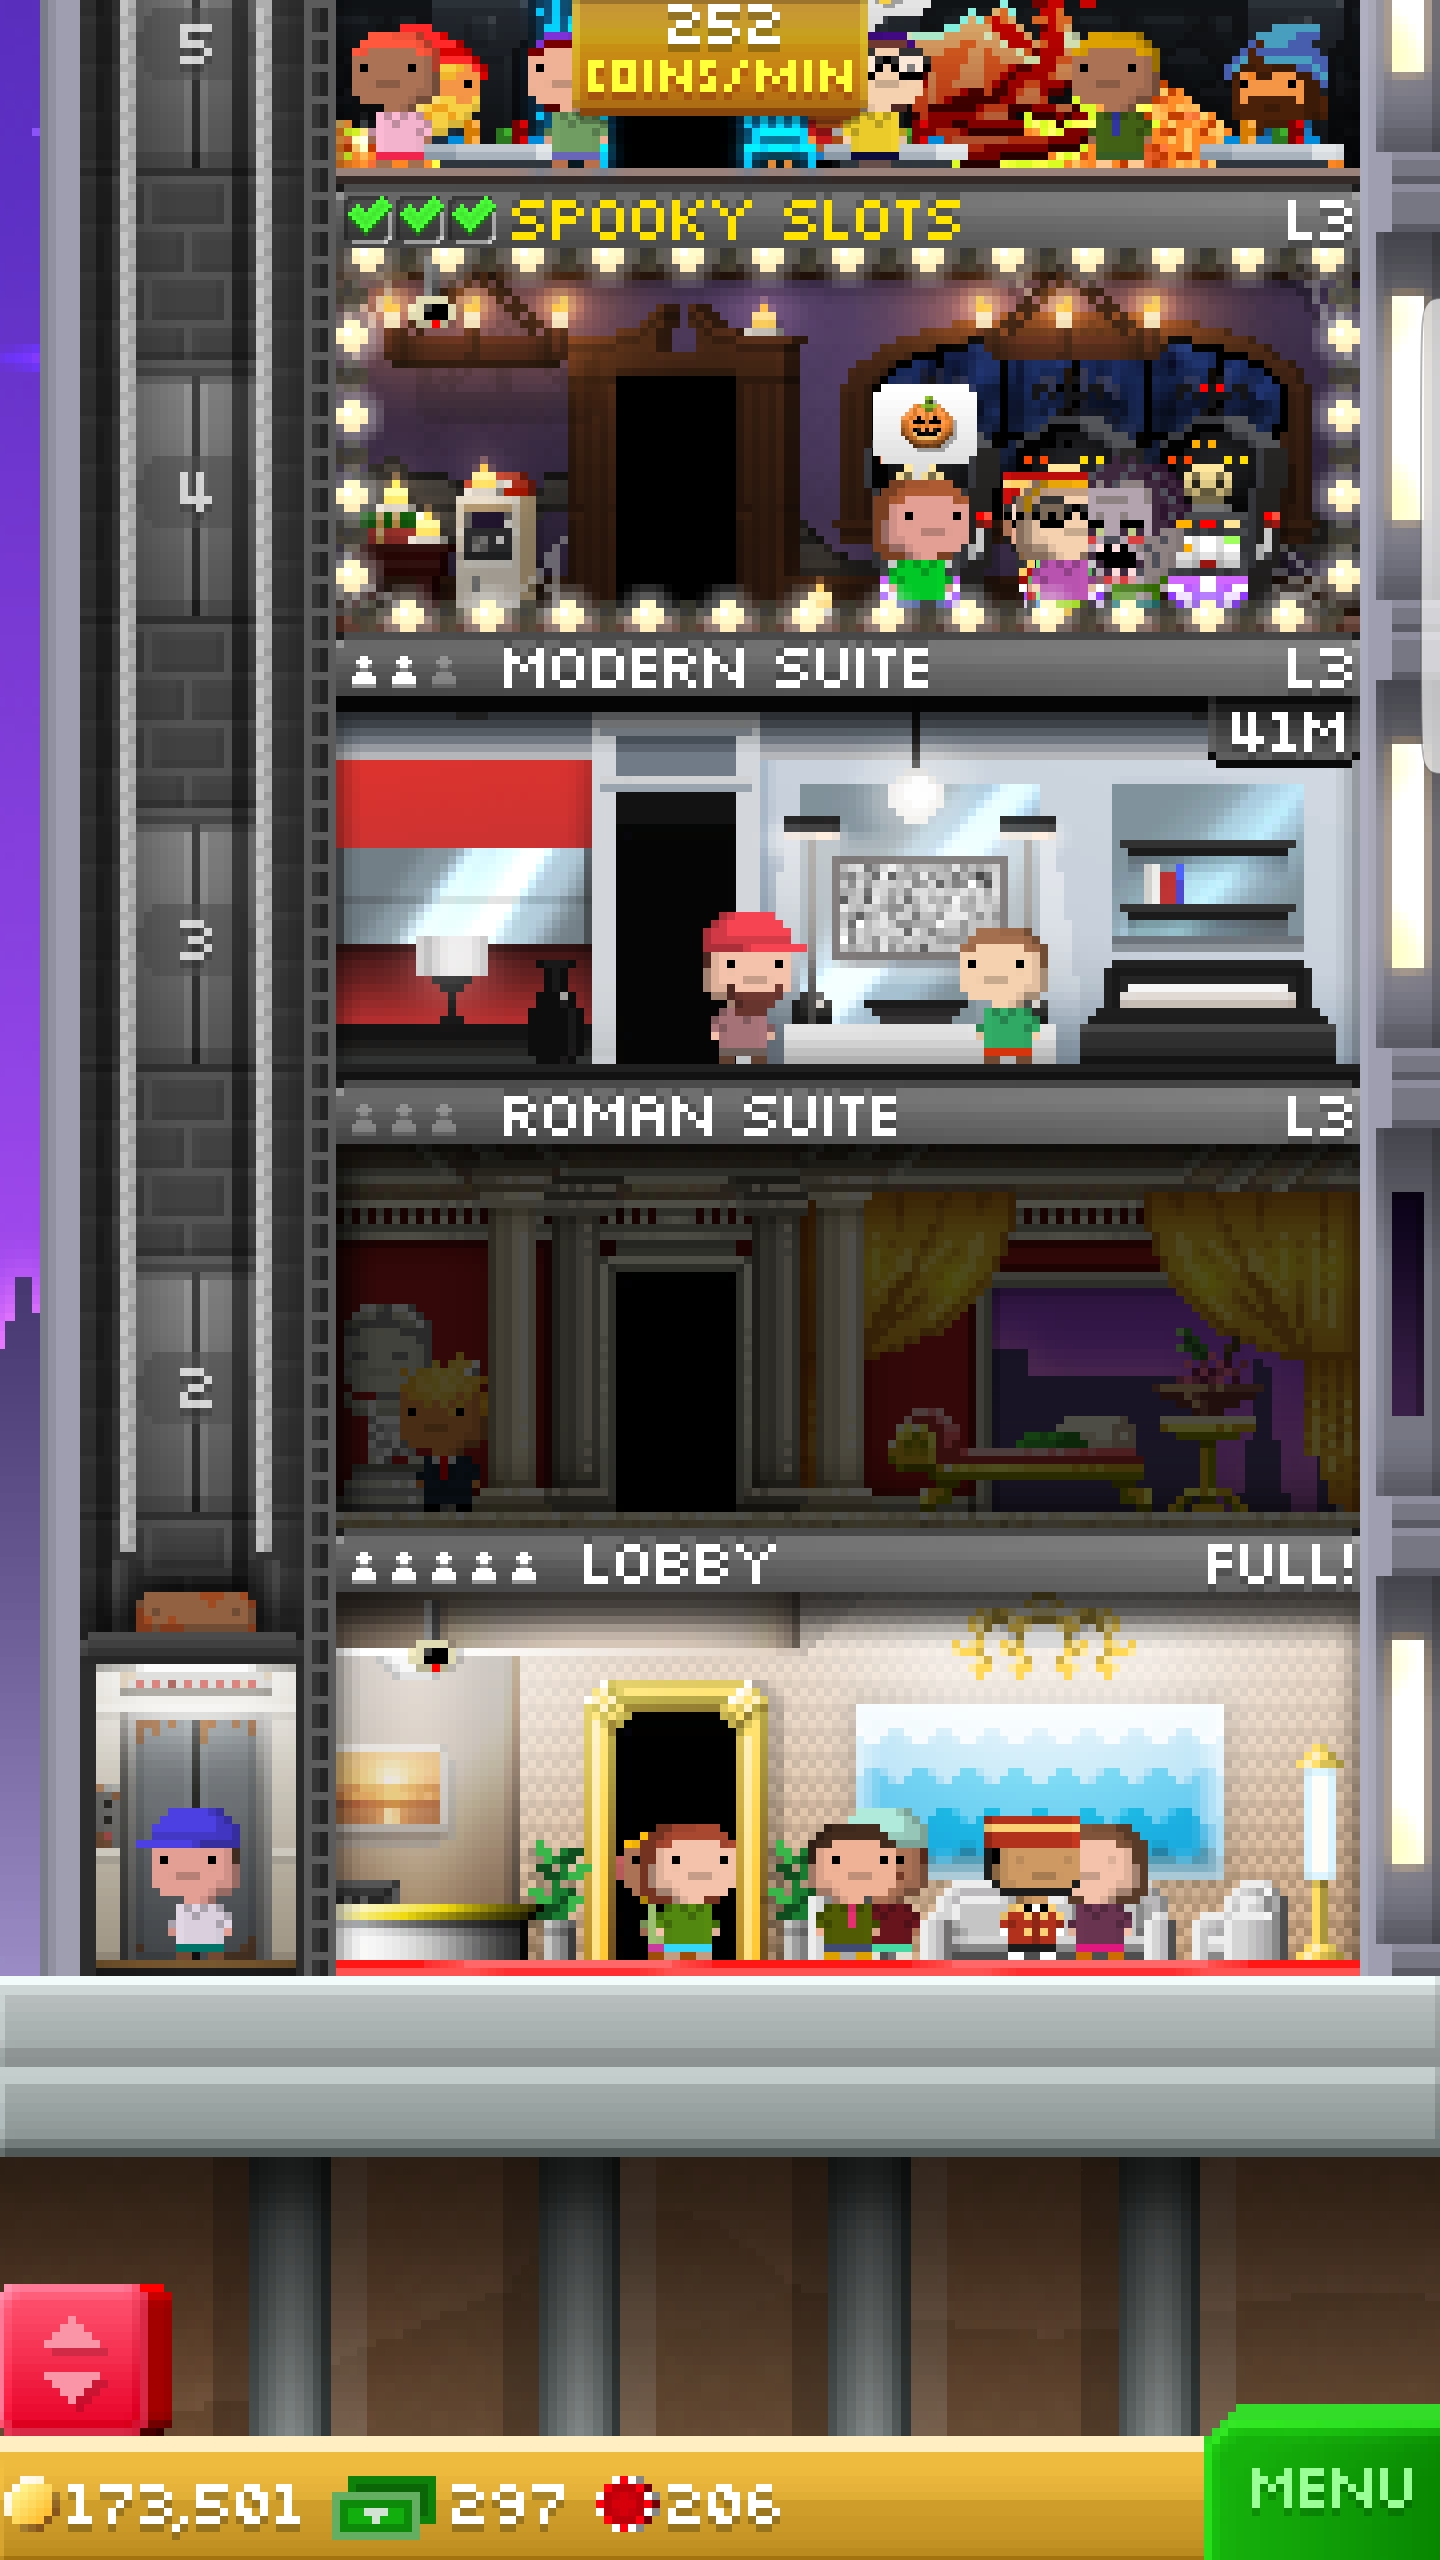 5
252
COINS/MIN
SPOOKY SLOTS L3
4
MODERN SUITE L3
41M
3
ROMAN SUITE L3
2
LOBBY FULL!
173,501 297 206
MENU